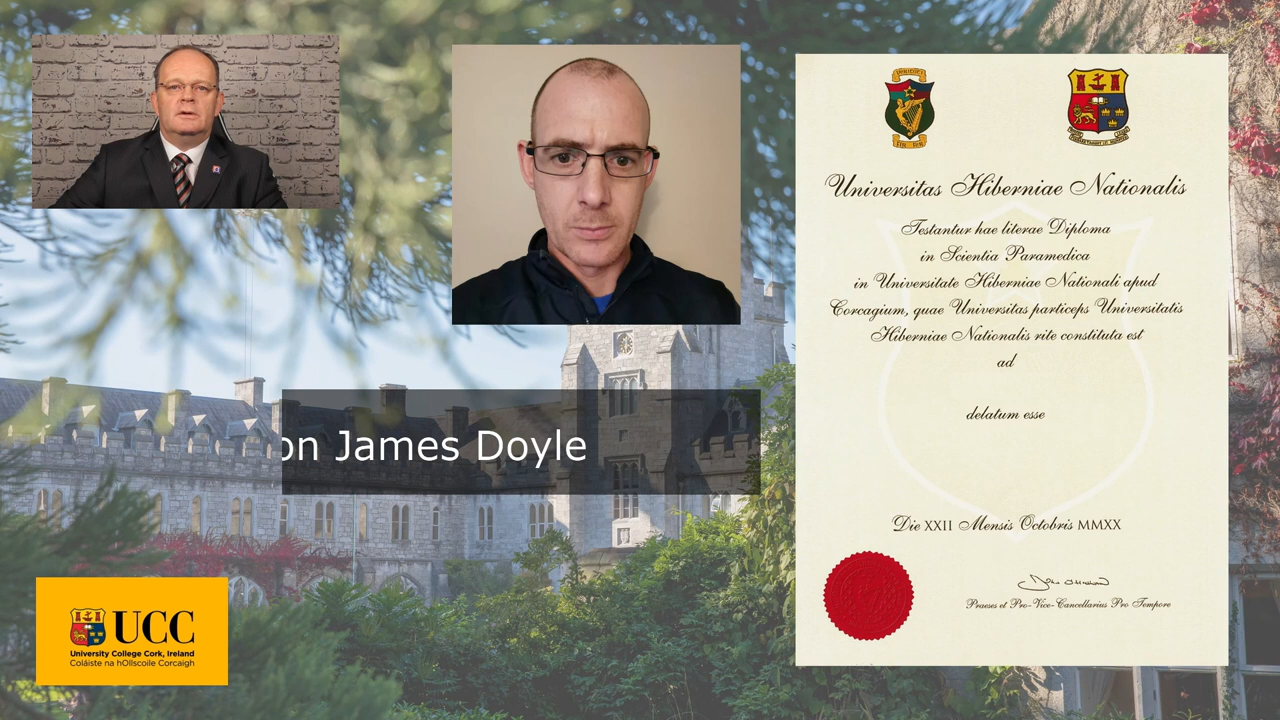 on James Doyle
Universitas Hiberniae Nationalis
Testantur hae literae Diploma
in Scientia Paramedica
in Universitate Hiberniae Nationali apud
Corcagium, quae Universitas particeps Universitatis
Hiberniae Nationalis rite constituta est
ad
delatum esse
Die XXII Mensis Octobris MMXX
Praeses et Pro-Vice-Cancellarius Pro Tempore
UCC
University College Cork, Ireland
Coláiste na hOllscoile Corcaigh